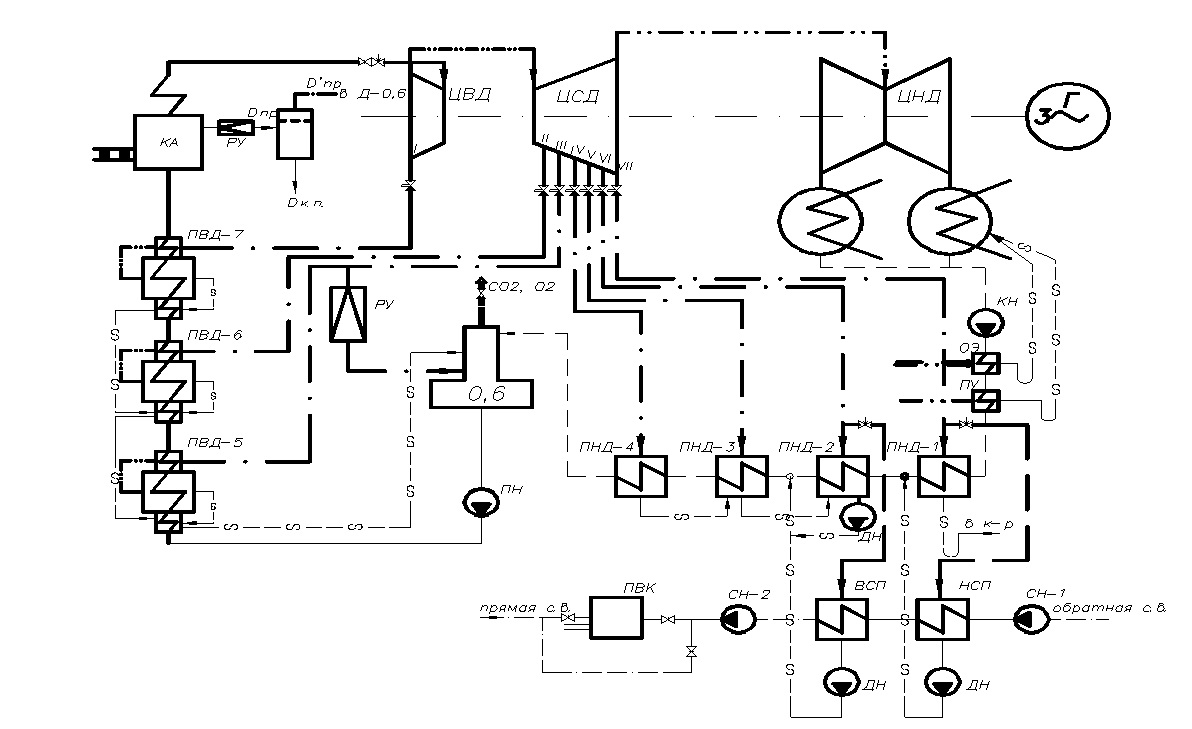 D'пр
в Д-0,6
ЦВД
ЦСД
ЦНД
Г
3
Dпр
РУ
КА
I
II
III
IV
V
VI
VII
Dк.п.
ПВД-7
S
СО2, О2
РУ
КН
S
S
S
ПВД-6
S
S
S
ОЭ
0,6
S
ПУ
ПВД-5
ПНД-4
ПНД-3
ПНД-2
ПНД-1
S
S
S
ПН
S
S
S
S
S
S
S
S
S
S
ДН
в к-р
S
S
ВСП
НСП
ПВК
СН-2
СН-1
прямая с.в.
обратная с.в.
S
S
S
S
ДН
ДН